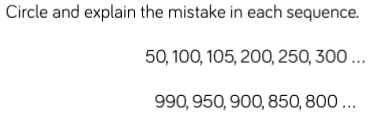 Circle and explain the mistake in each sequence.
50, 100, 105, 200, 250, 300 ...
990, 950, 900, 850, 800 ...